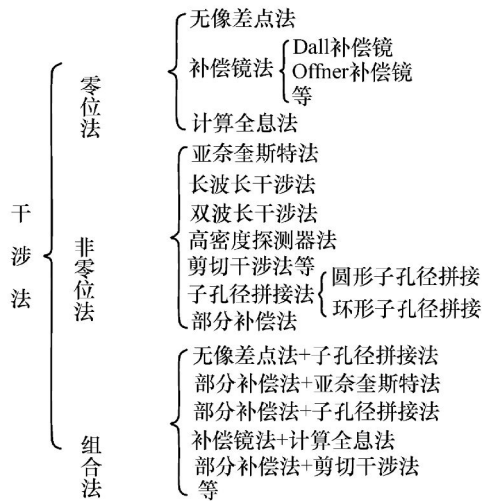 干涉法
零位法
无像差点法
补偿镜法
Dall补偿镜
Offner补偿镜
等
计算全息法
非零位法
亚奈奎斯特法
长波长干涉法
双波长干涉法
高密度探测器法
剪切干涉法等
子孔径拼接法
圆形子孔径拼接
环形子孔径拼接
部分补偿法
组合法
无像差点法+子孔径拼接法
部分补偿法+亚奈奎斯特法
部分补偿法+子孔径拼接法
补偿镜法+计算全息法
部分补偿法+剪切干涉法
等